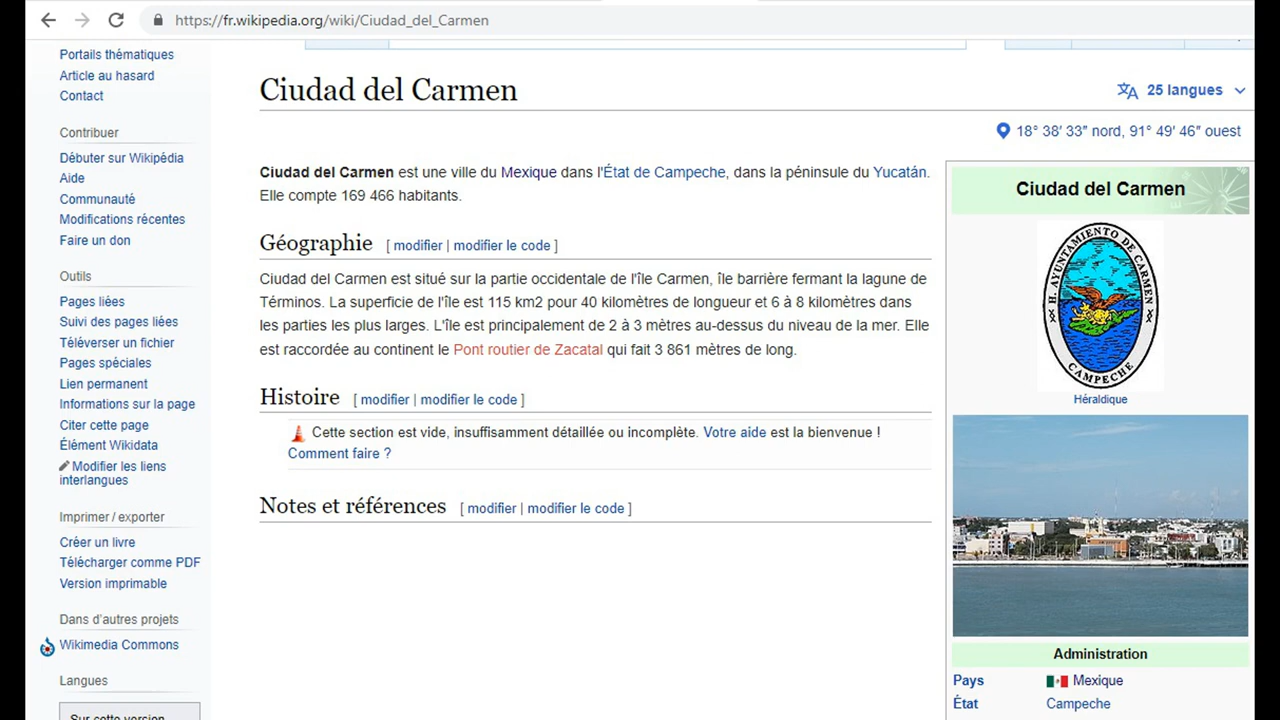 https://fr.wikipedia.org/wiki/Ciudad_del_Carmen
Portails thématiques
Article au hasard
Contact
Contribuer
Débuter sur Wikipédia
Aide
Communauté
Modifications récentes
Faire un don
Outils
Pages liées
Suivi des pages liées
Téléverser un fichier
Pages spéciales
Lien permanent
Informations sur la page
Citer cette page
Élément Wikidata
Modifier les liens
interlangues
Imprimer / exporter
Créer un livre
Télécharger comme PDF
Version imprimable
Dans d'autres projets
Wikimedia Commons
Langues
Sur cette version
Ciudad del Carmen
25 langues
18° 38′ 33″ nord, 91° 49′ 46″ ouest
Ciudad del Carmen est une ville du Mexique dans l'État de Campeche, dans la péninsule du Yucatán.
Elle compte 169 466 habitants.
Géographie [ modifier | modifier le code ]
Ciudad del Carmen est situé sur la partie occidentale de l'île Carmen, île barrière fermant la lagune de
Términos. La superficie de l'île est 115 km2 pour 40 kilomètres de longueur et 6 à 8 kilomètres dans
les parties les plus larges. L'île est principalement de 2 à 3 mètres au-dessus du niveau de la mer. Elle
est raccordée au continent le Pont routier de Zacatal qui fait 3 861 mètres de long.
Histoire [ modifier | modifier le code ]
Cette section est vide, insuffisamment détaillée ou incomplète. Votre aide est la bienvenue !
Comment faire ?
Notes et références [ modifier | modifier le code ]
Ciudad del Carmen
H. AYUNTAMIENTO DE CARMEN
CAMPECHE
Héraldique
Administration
Pays Mexique
État Campeche